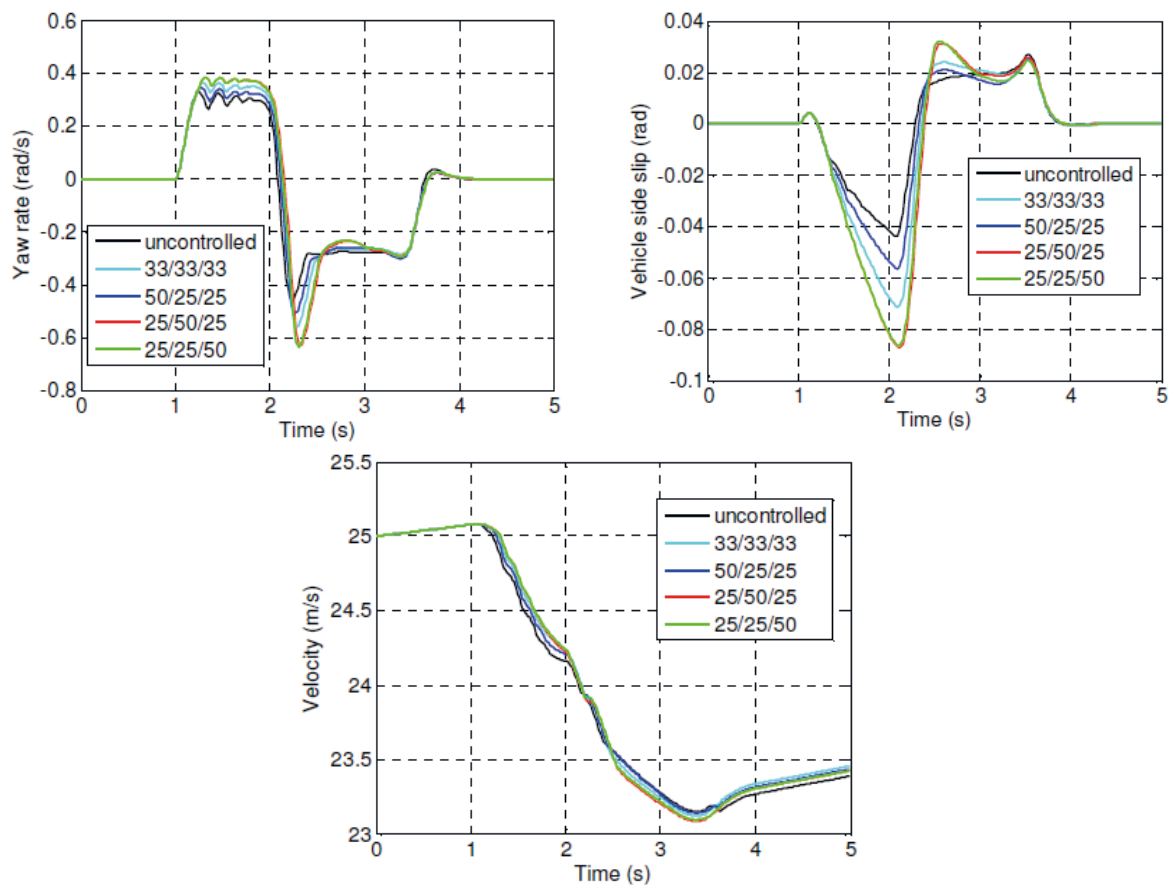 0.6
0.4
0.2
0
-0.2
-0.4
-0.6
-0.8
Yaw rate (rad/s)
uncontrolled
33/33/33
50/25/25
25/50/25
25/25/50
0 1 2 3 4 5
Time (s)
0.04
0.02
0
-0.02
-0.04
-0.06
-0.08
-0.1
Vehicle side slip (rad)
uncontrolled
33/33/33
50/25/25
25/50/25
25/25/50
0 1 2 3 4 5
Time (s)
25.5
25
24.5
24
23.5
23
Velocity (m/s)
uncontrolled
33/33/33
50/25/25
25/50/25
25/25/50
0 1 2 3 4 5
Time (s)